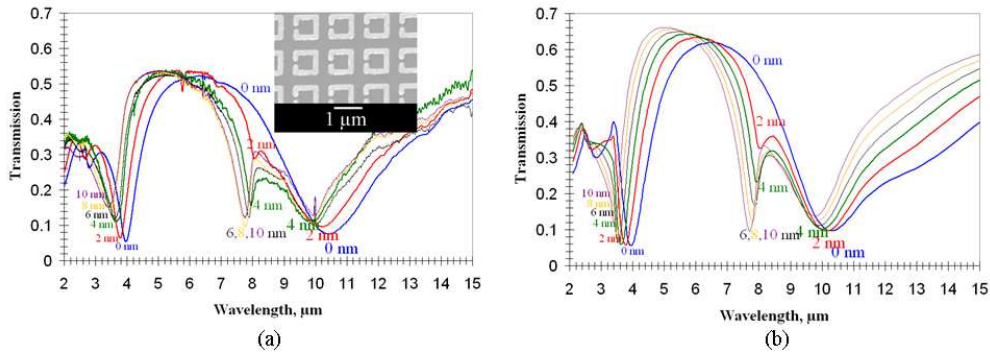 0.7
0.6
0.5
0.4
0.3
0.2
0.1
0
Transmission
1 µm
0 nm
2 nm
4 nm
10 nm
8 nm
6 nm
4 nm
2 nm
0 nm
6,8,10 nm
4 nm
2 nm
0 nm
2 3 4 5 6 7 8 9 10 11 12 13 14 15
Wavelength, µm
(a)
0.7
0.6
0.5
0.4
0.3
0.2
0.1
0
Transmission
0 nm
2 nm
4 nm
10 nm
8 nm
6 nm
4 nm
2 nm
0 nm
6,8,10 nm
4 nm
2 nm
0 nm
2 3 4 5 6 7 8 9 10 11 12 13 14 15
Wavelength, µm
(b)